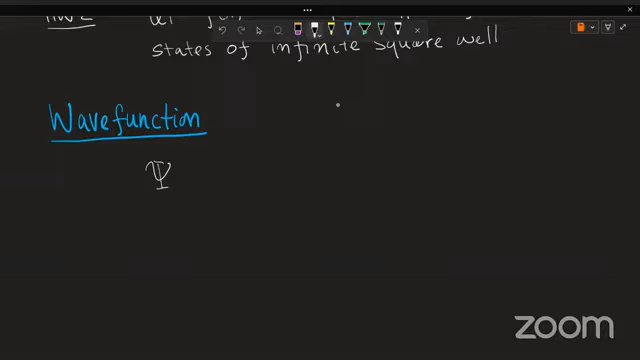 states of infinite square well
Wavefunction
Ψ
zoom